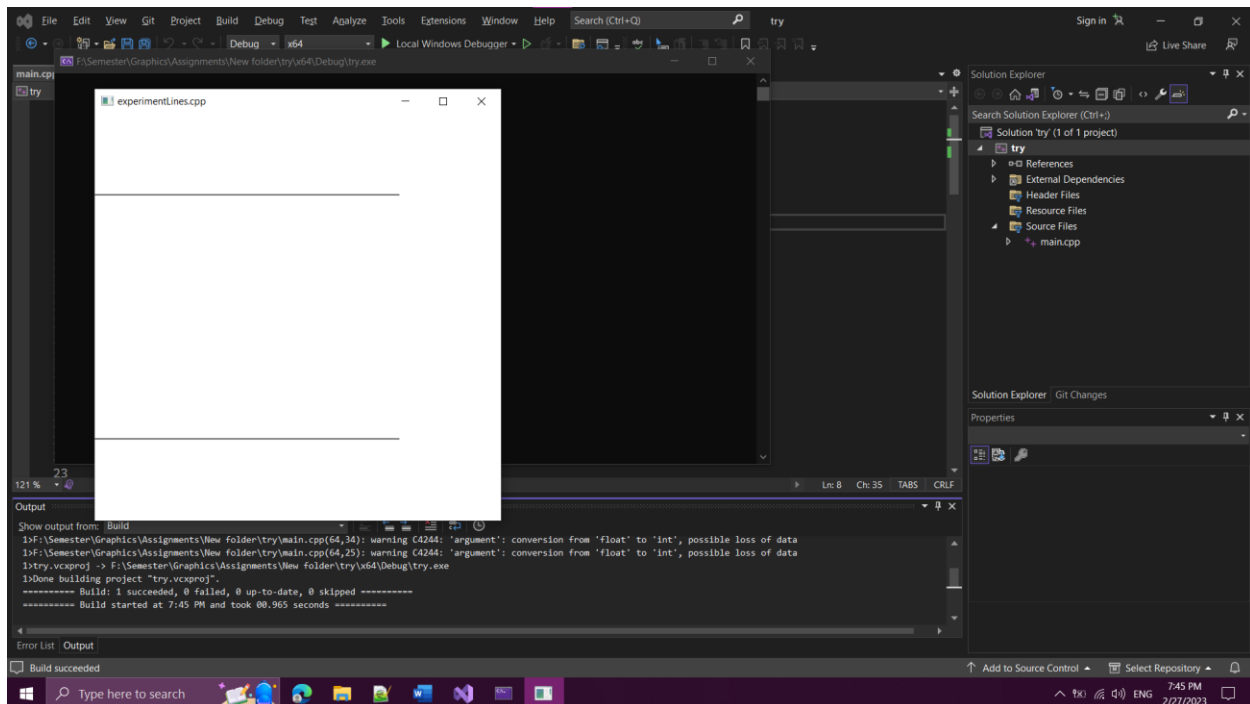 File Edit View Git Project Build Debug Test Analyze Tools Extensions Window Help Search (Ctrl+Q) try Sign in
Debug x64 Local Windows Debugger Live Share
F:\Semester\Graphics\Assignments\New folder\try\x64\Debug\try.exe
main.cp
try
experimentLines.cpp
Solution Explorer
Search Solution Explorer (Ctrl+;)
Solution 'try' (1 of 1 project)
try
References
External Dependencies
Header Files
Resource Files
Source Files
main.cpp
Solution Explorer Git Changes
Properties
23
121 % Ln: 8 Ch: 35 TABS CRLF
Output
Show output from: Build
1>F:\Semester\Graphics\Assignments\New folder\try\main.cpp(64,34): warning C4244: 'argument': conversion from 'float' to 'int', possible loss of data
1>F:\Semester\Graphics\Assignments\New folder\try\main.cpp(64,25): warning C4244: 'argument': conversion from 'float' to 'int', possible loss of data
1>try.vcxproj -> F:\Semester\Graphics\Assignments\New folder\try\x64\Debug\try.exe
1>Done building project "try.vcxproj".
========== Build: 1 succeeded, 0 failed, 0 up-to-date, 0 skipped ==========
========== Build started at 7:45 PM and took 00.965 seconds ==========
Error List Output
Build succeeded Add to Source Control Select Repository
Type here to search ENG 7:45 PM
2/27/2023